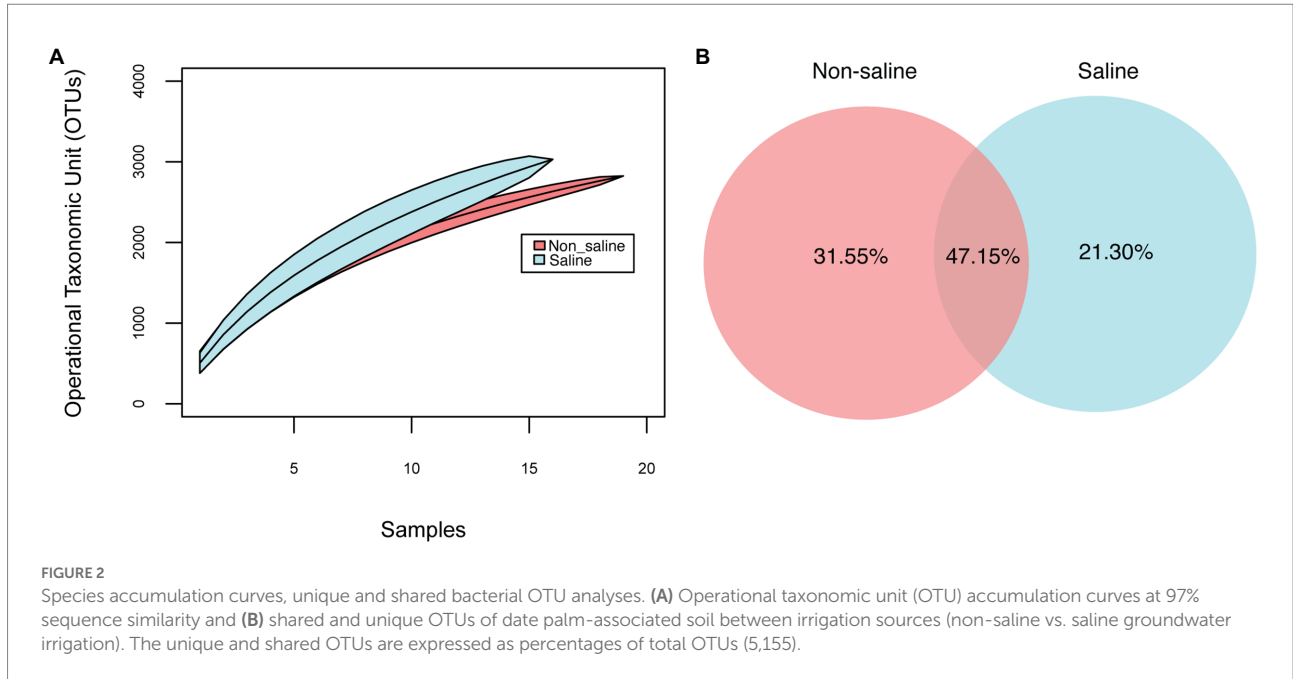 A
Operational Taxonomic Unit (OTUs)
4000
3000
2000
1000
0
5
10
15
20
Samples
Non_saline
Saline
B
Non-saline
Saline
31.55%
47.15%
21.30%
FIGURE 2
Species accumulation curves, unique and shared bacterial OTU analyses. (A) Operational taxonomic unit (OTU) accumulation curves at 97%
sequence similarity and (B) shared and unique OTUs of date palm-associated soil between irrigation sources (non-saline vs. saline groundwater
irrigation). The unique and shared OTUs are expressed as percentages of total OTUs (5,155).